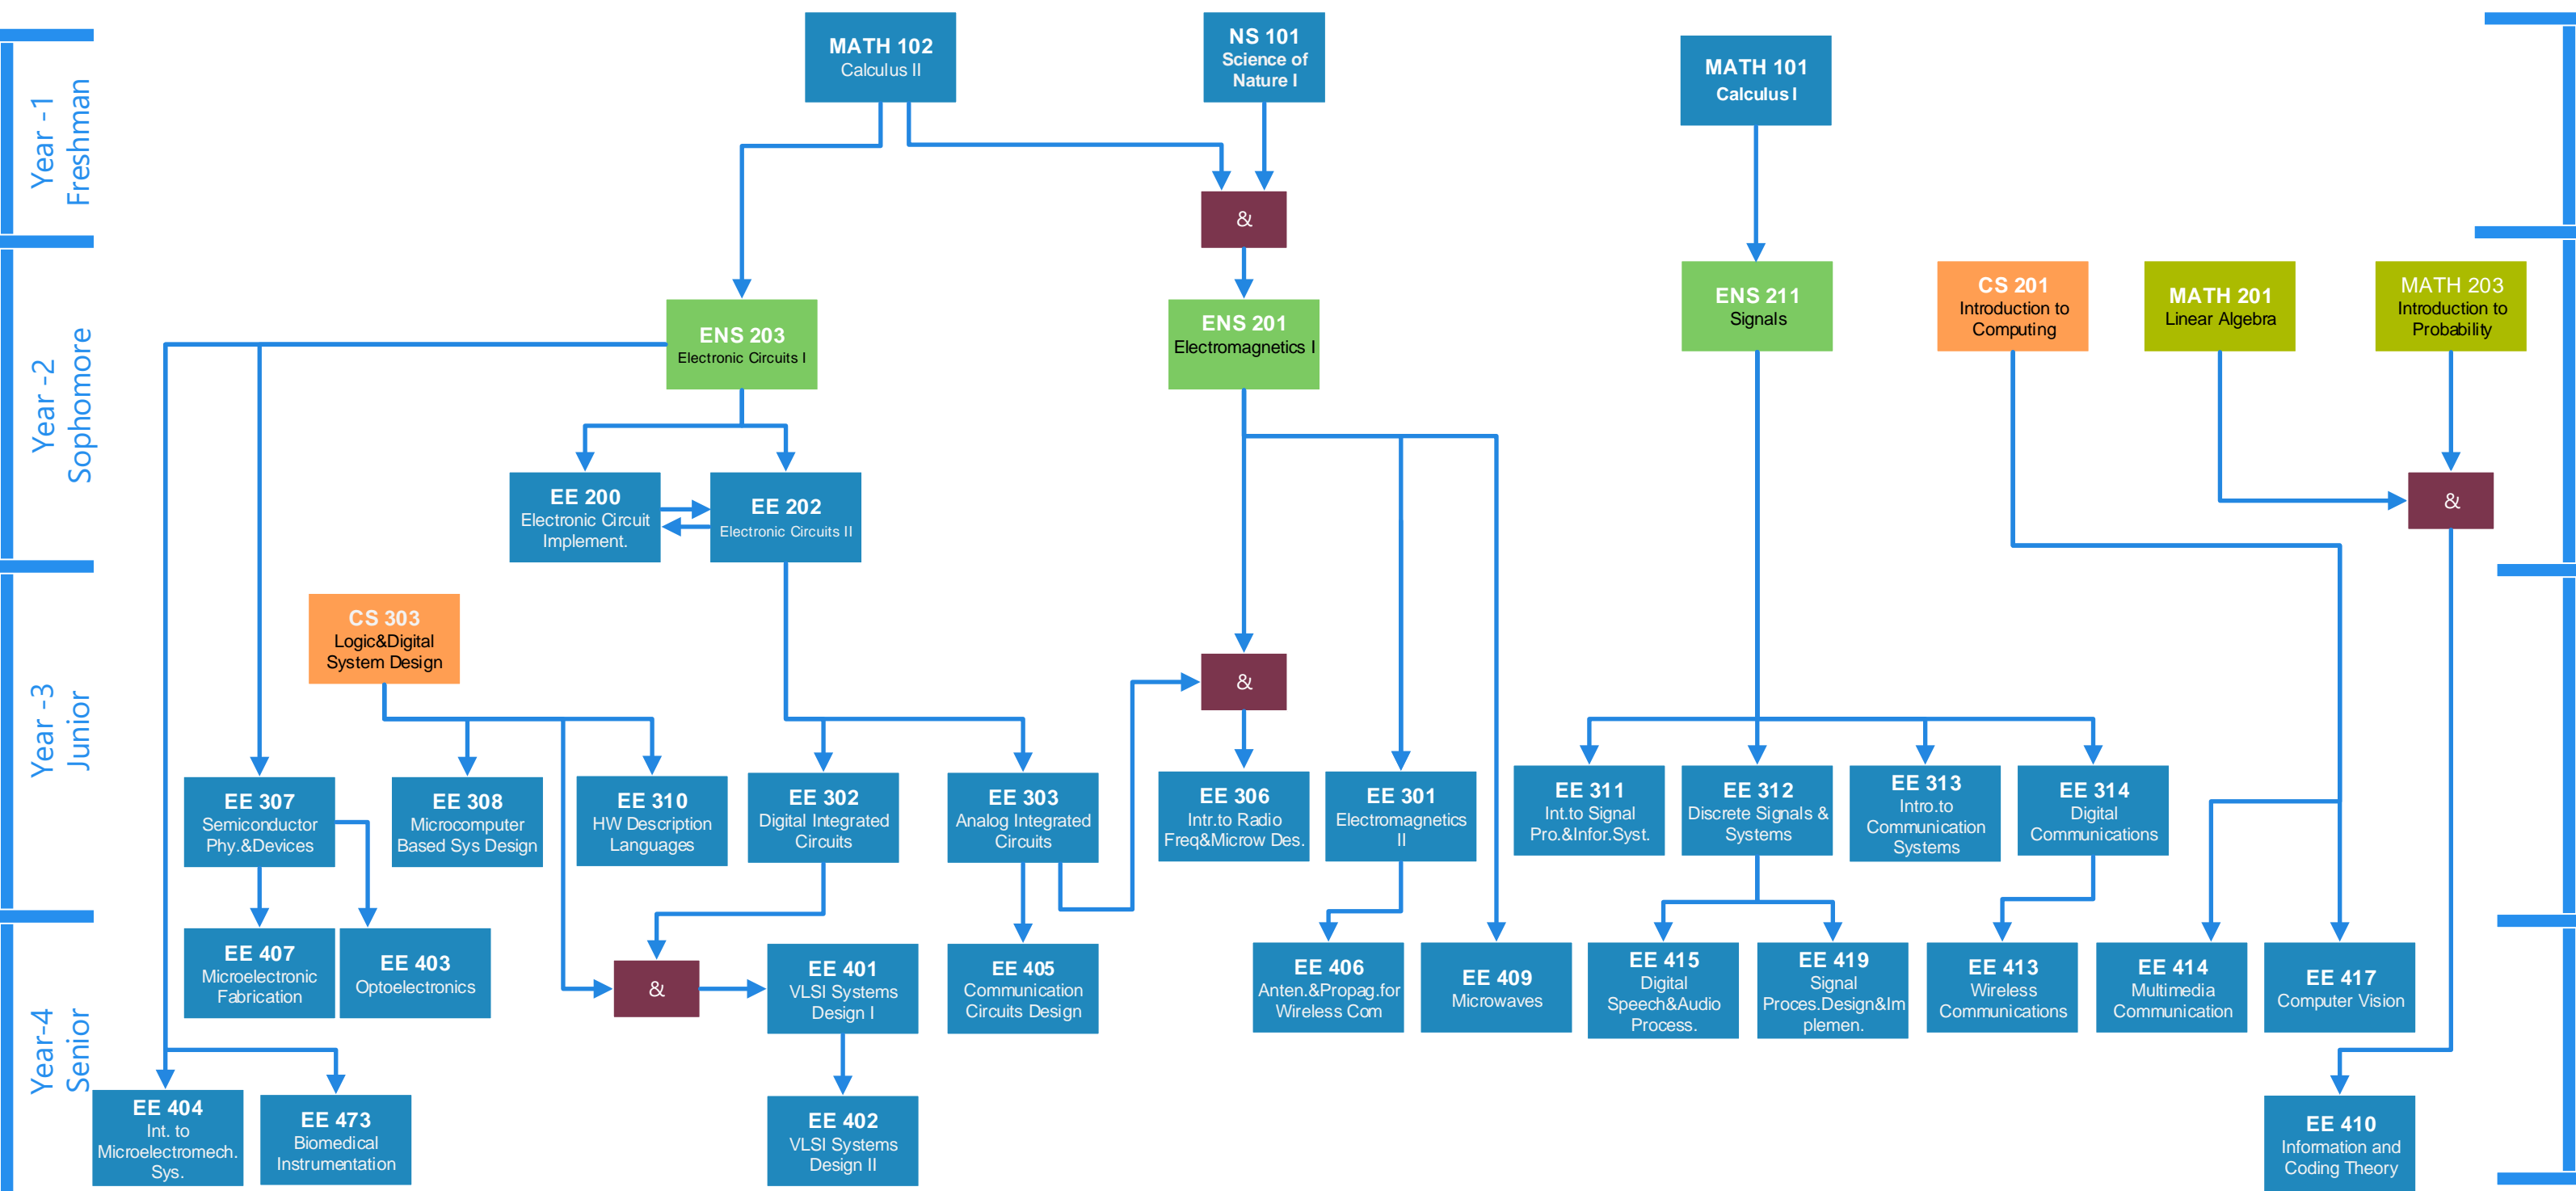 Year -1
Freshman
MATH 102
Calculus II
NS 101
Science of
Nature I
MATH 101
Calculus I
&
Year -2
Sophomore
ENS 203
Electronic Circuits I
ENS 201
Electromagnetics I
ENS 211
Signals
CS 201
Introduction to
Computing
MATH 201
Linear Algebra
MATH 203
Introduction to
Probability
EE 200
Electronic Circuit
Implement.
EE 202
Electronic Circuits II
&
Year -3
Junior
CS 303
Logic&Digital
System Design
&
EE 307
Semiconductor
Phy.&Devices
EE 308
Microcomputer
Based Sys Design
EE 310
HW Description
Languages
EE 302
Digital Integrated
Circuits
EE 303
Analog Integrated
Circuits
EE 306
Intr.to Radio
Freq&Microw Des.
EE 301
Electromagnetics
II
EE 311
Int.to Signal
Pro.&Infor.Syst.
EE 312
Discrete Signals &
Systems
EE 313
Intro.to
Communication
Systems
EE 314
Digital
Communications
Year-4
Senior
EE 407
Microelectronic
Fabrication
EE 403
Optoelectronics
&
EE 401
VLSI Systems
Design I
EE 405
Communication
Circuits Design
EE 406
Anten.&Propag.for
Wireless Com
EE 409
Microwaves
EE 415
Digital
Speech&Audio
Process.
EE 419
Signal
Proces.Design&Im
plemen.
EE 413
Wireless
Communications
EE 414
Multimedia
Communication
EE 417
Computer Vision
EE 404
Int. to
Microelectromech.
Sys.
EE 473
Biomedical
Instrumentation
EE 402
VLSI Systems
Design II
EE 410
Information and
Coding Theory